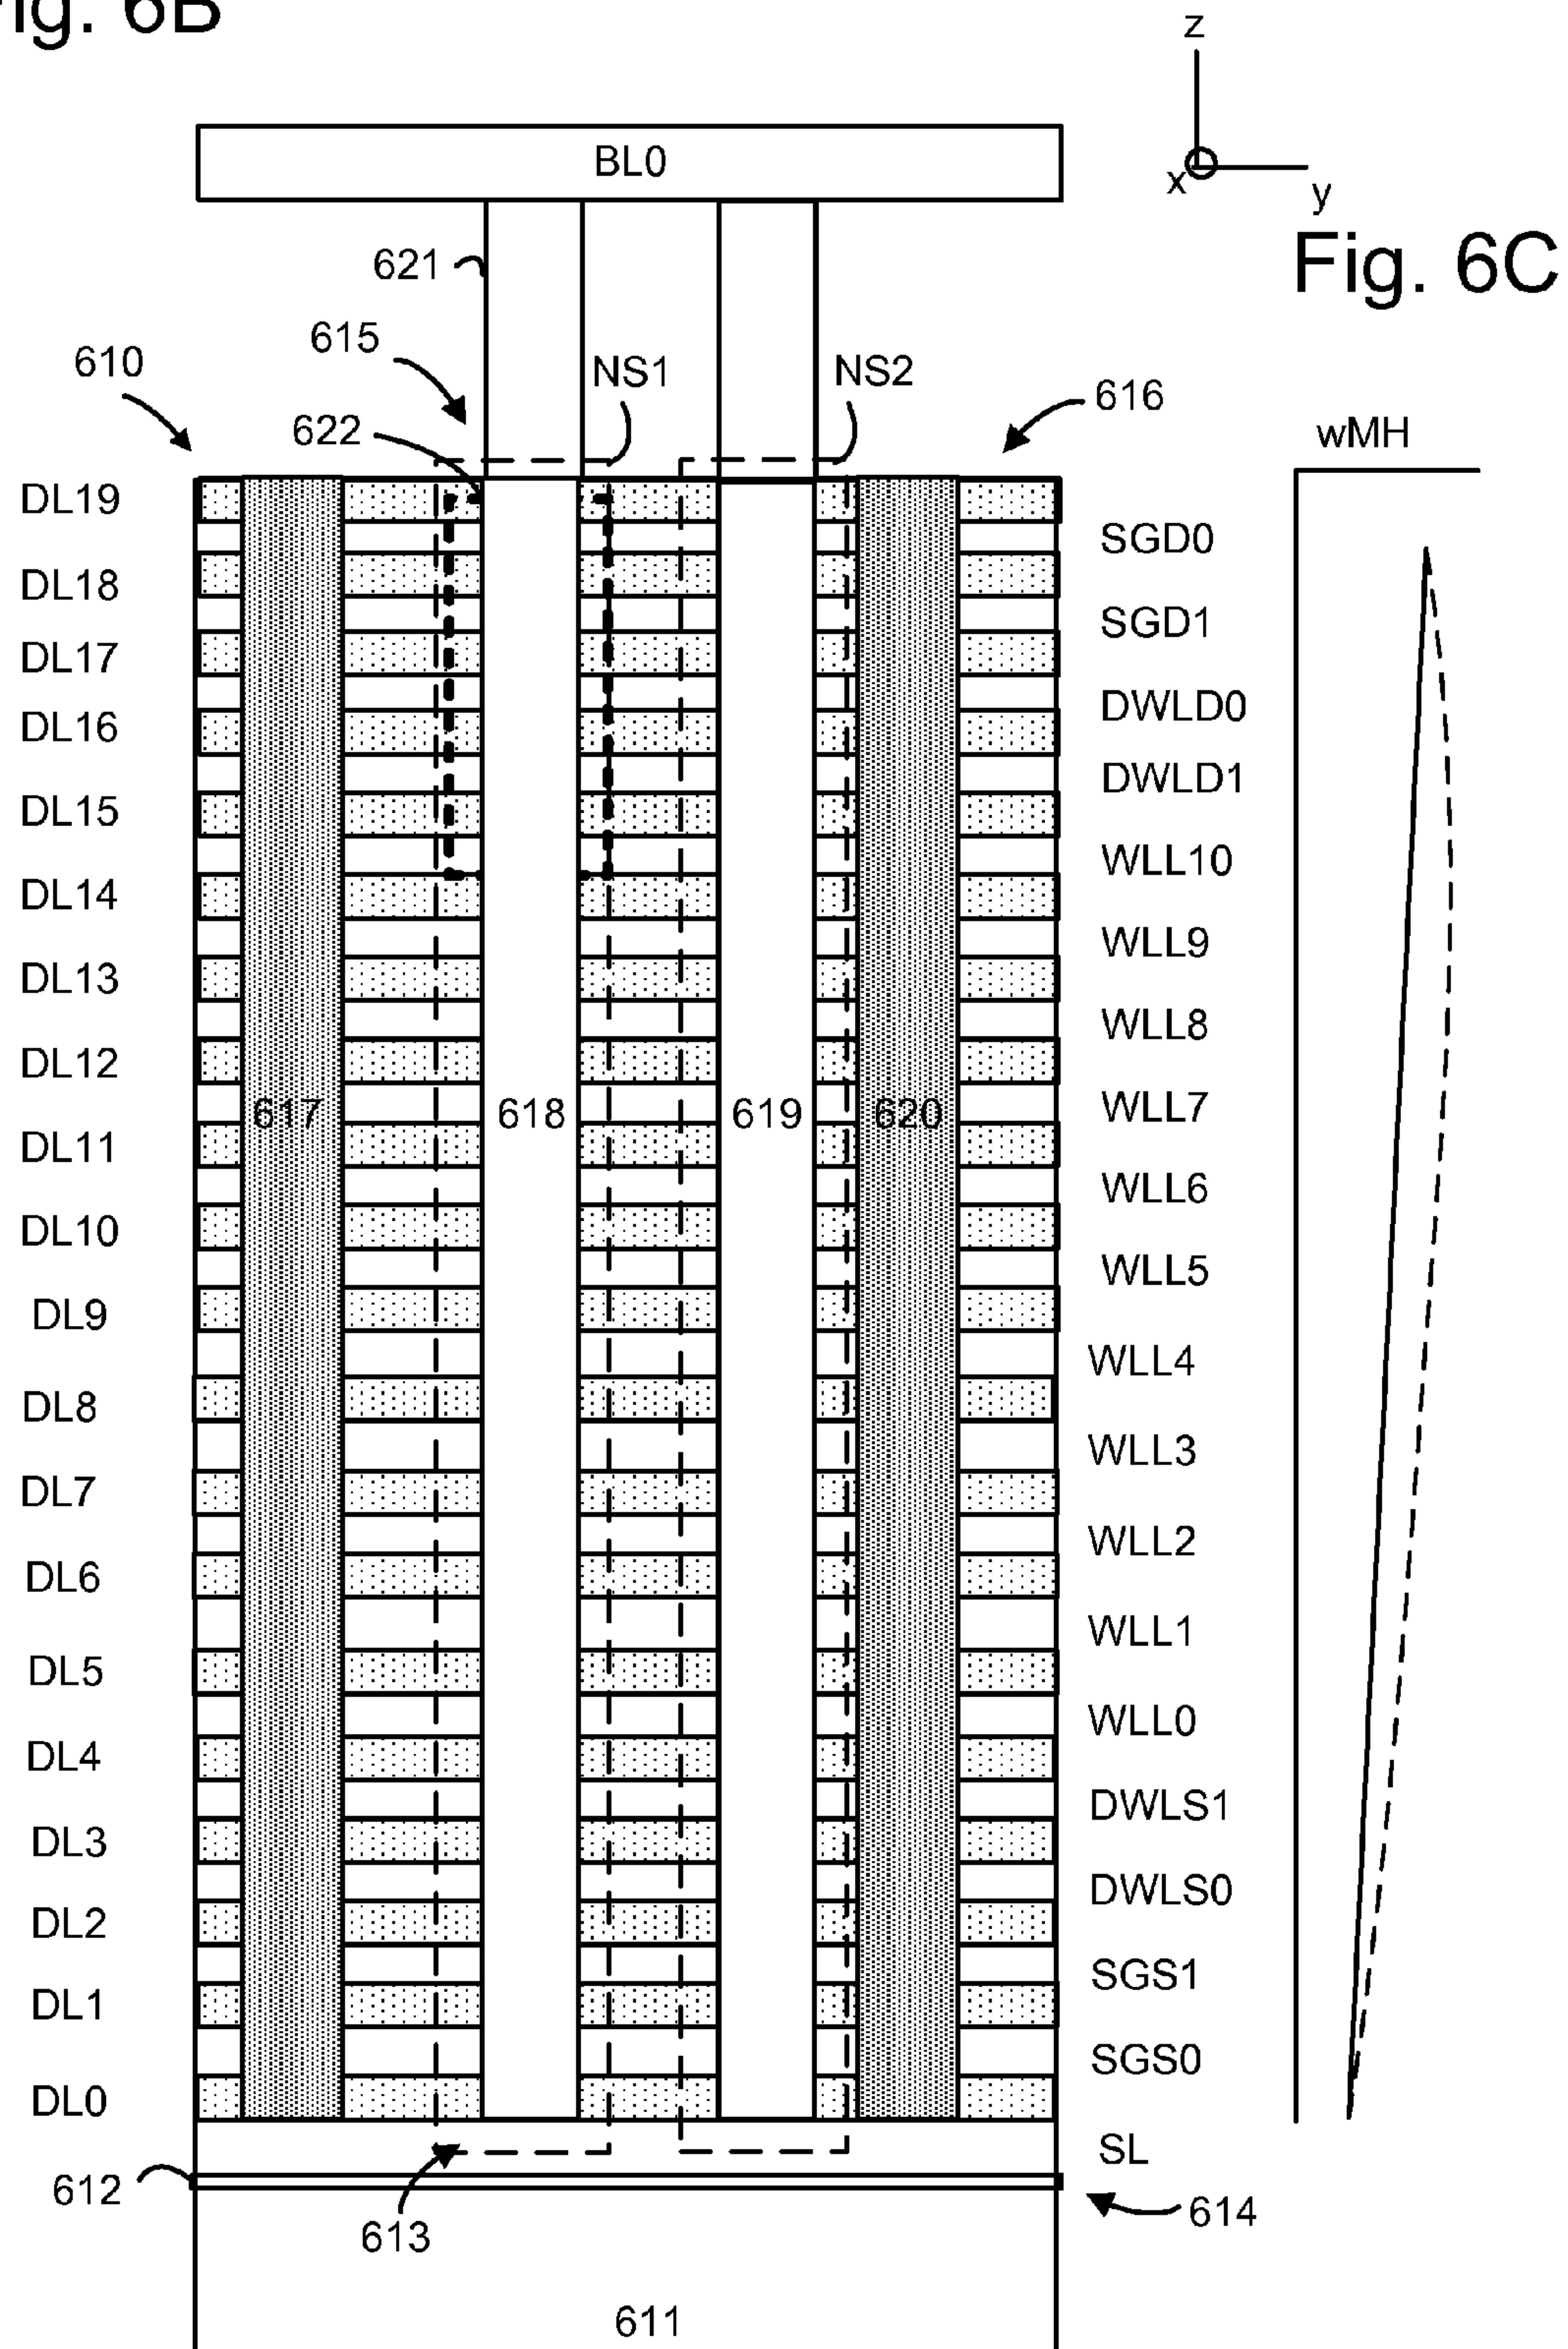 Fig. 6B
z
x
y
BL0
Fig. 6C
621
615
610
NS1
NS2
616
622
wMH
DL19
SGD0
DL18
SGD1
DL17
DWLD0
DL16
DWLD1
DL15
WLL10
DL14
WLL9
DL13
WLL8
DL12
617
618
619
620
WLL7
DL11
WLL6
DL10
WLL5
DL9
WLL4
DL8
WLL3
DL7
WLL2
DL6
WLL1
DL5
WLL0
DL4
DWLS1
DL3
DWLS0
DL2
SGS1
DL1
SGS0
DL0
SL
612
614
613
611